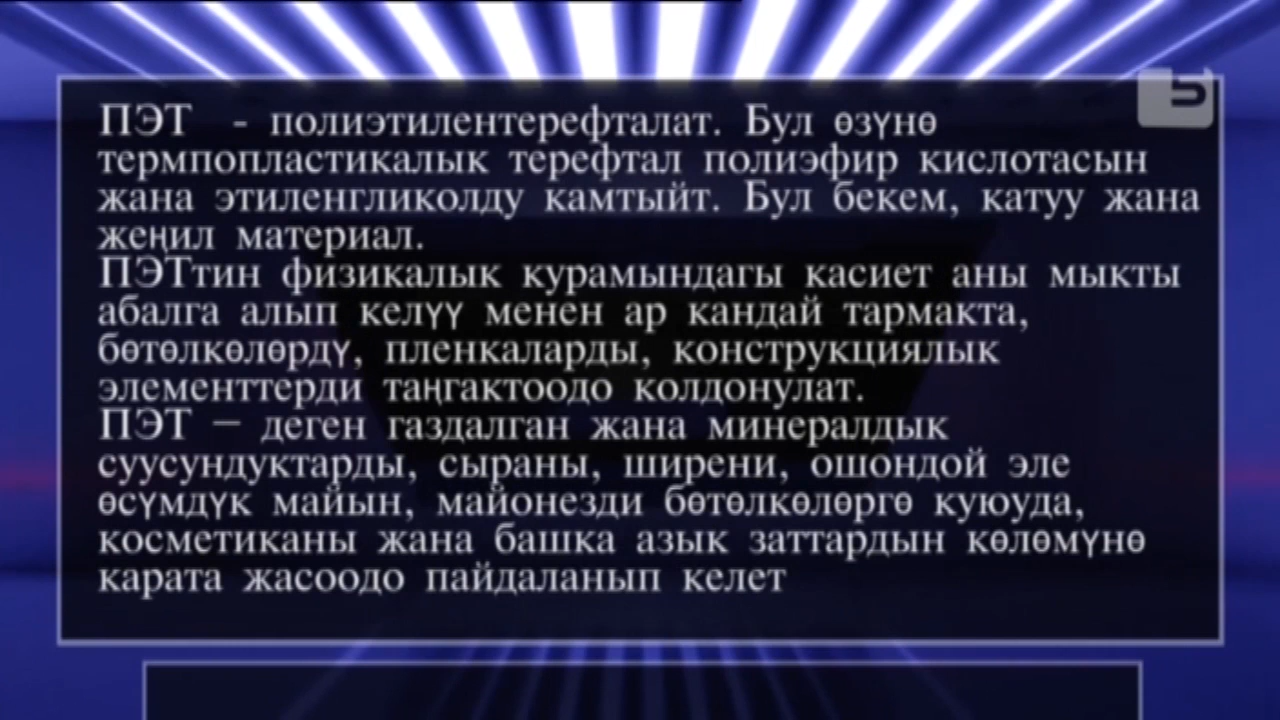 ПЭТ - полиэтилентерефталат. Бул өзүнө
термпопластикалык терефтал полиэфир кислотасын
жана этиленгликолду камтыйт. Бул бекем, катуу жана
жеңил материал.
ПЭТтин физикалык курамындагы касиет аны мыкты
абалга алып келүү менен ар кандай тармакта,
бөтөлкөлөрдү, пленкаларды, конструкциялык
элементтерди таңгактоодо колдонулат.
ПЭТ – деген газдалган жана минералдык
суусундуктарды, сыраны, ширени, ошондой эле
өсүмдүк майын, майонезди бөтөлкөлөргө куюуда,
косметиканы жана башка азык заттардын көлөмүнө
карата жасоодо пайдаланып келет
5